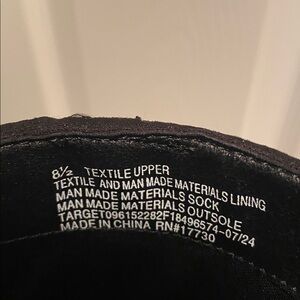 8½ TEXTILE UPPER
TEXTILE AND MAN MADE MATERIALS LINING
MAN MADE MATERIALS SOCK
MAN MADE MATERIALS OUTSOLE
TARGET096152282F18496574-07/24
MADE IN CHINA RN#17730